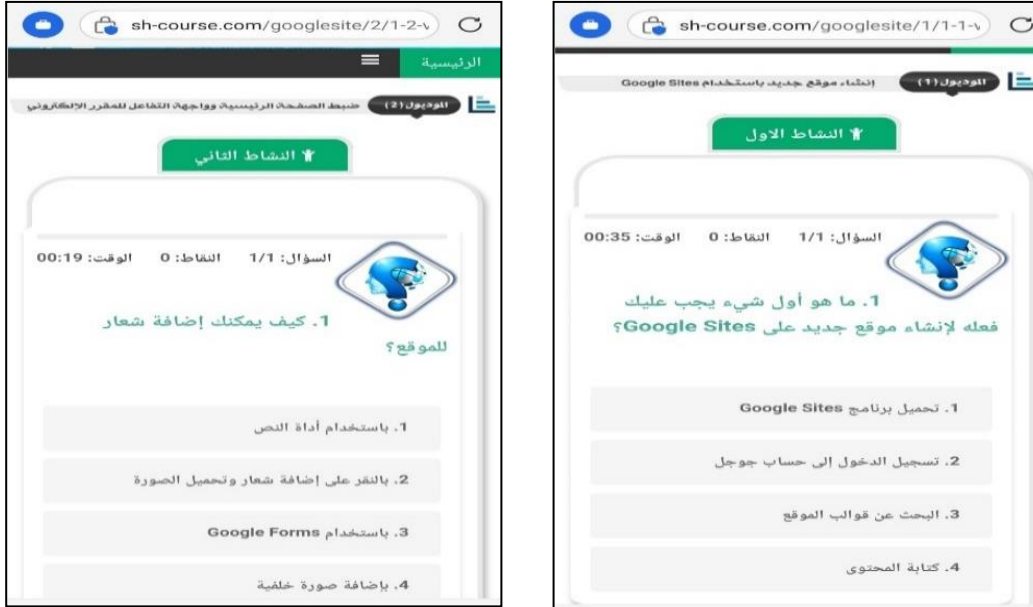 sh-course.com/googlesite/1/1-1-v
الموديول (1) إنشاء موقع جديد باستخدام Google Sites
النشاط الاول
السؤال: 1/1 النقاط: 0 الوقت: 00:35
1. ما هو أول شيء يجب عليك
فعله لإنشاء موقع جديد على Google Sites؟
1. تحميل برنامج Google Sites
2. تسجيل الدخول إلى حساب جوجل
3. البحث عن قوالب الموقع
4. كتابة المحتوى
sh-course.com/googlesite/2/1-2-v
الرئيسية
الموديول (2) ضبط الصفحة الرئيسية وواجهة التفاعل للمقرر الإلكتروني
النشاط الثاني
السؤال: 1/1 النقاط: 0 الوقت: 00:19
1. كيف يمكنك إضافة شعار
للموقع؟
1. باستخدام أداة النص
2. بالنقر على إضافة شعار وتحميل الصورة
3. باستخدام Google Forms
4. بإضافة صورة خلفية